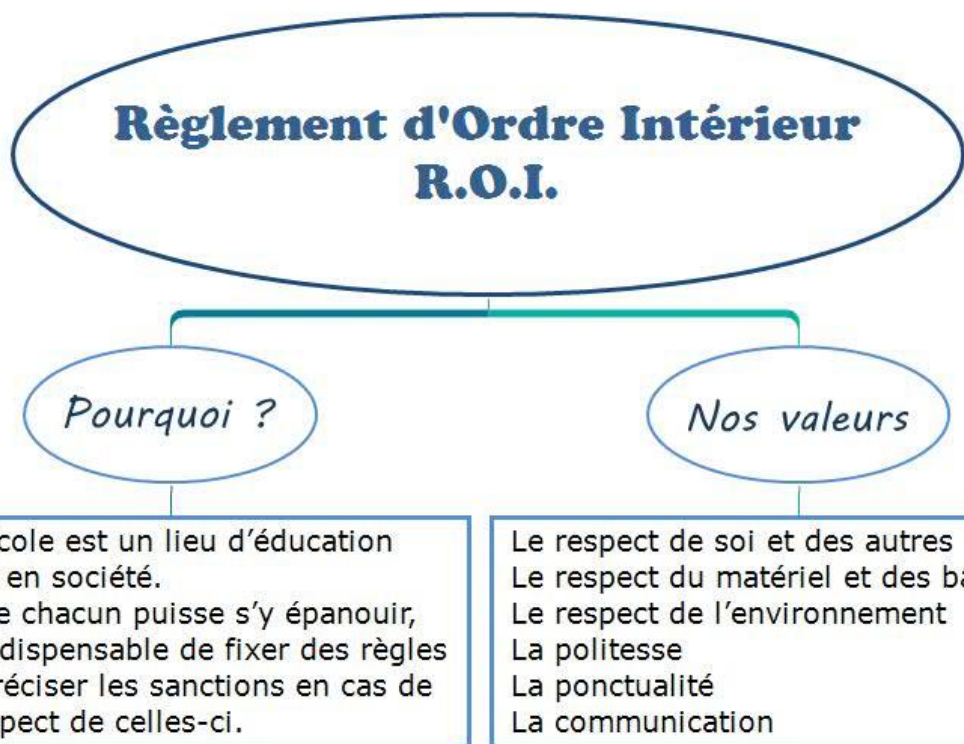 Règlement d'Ordre Intérieur
R.O.I.
Pourquoi ?
Nos valeurs
cole est un lieu d’éducation
en société.
e chacun puisse s’y épanouir,
dispensable de fixer des règles
réciser les sanctions en cas de
pect de celles-ci.
Le respect de soi et des autres
Le respect du matériel et des ba
Le respect de l’environnement
La politesse
La ponctualité
La communication